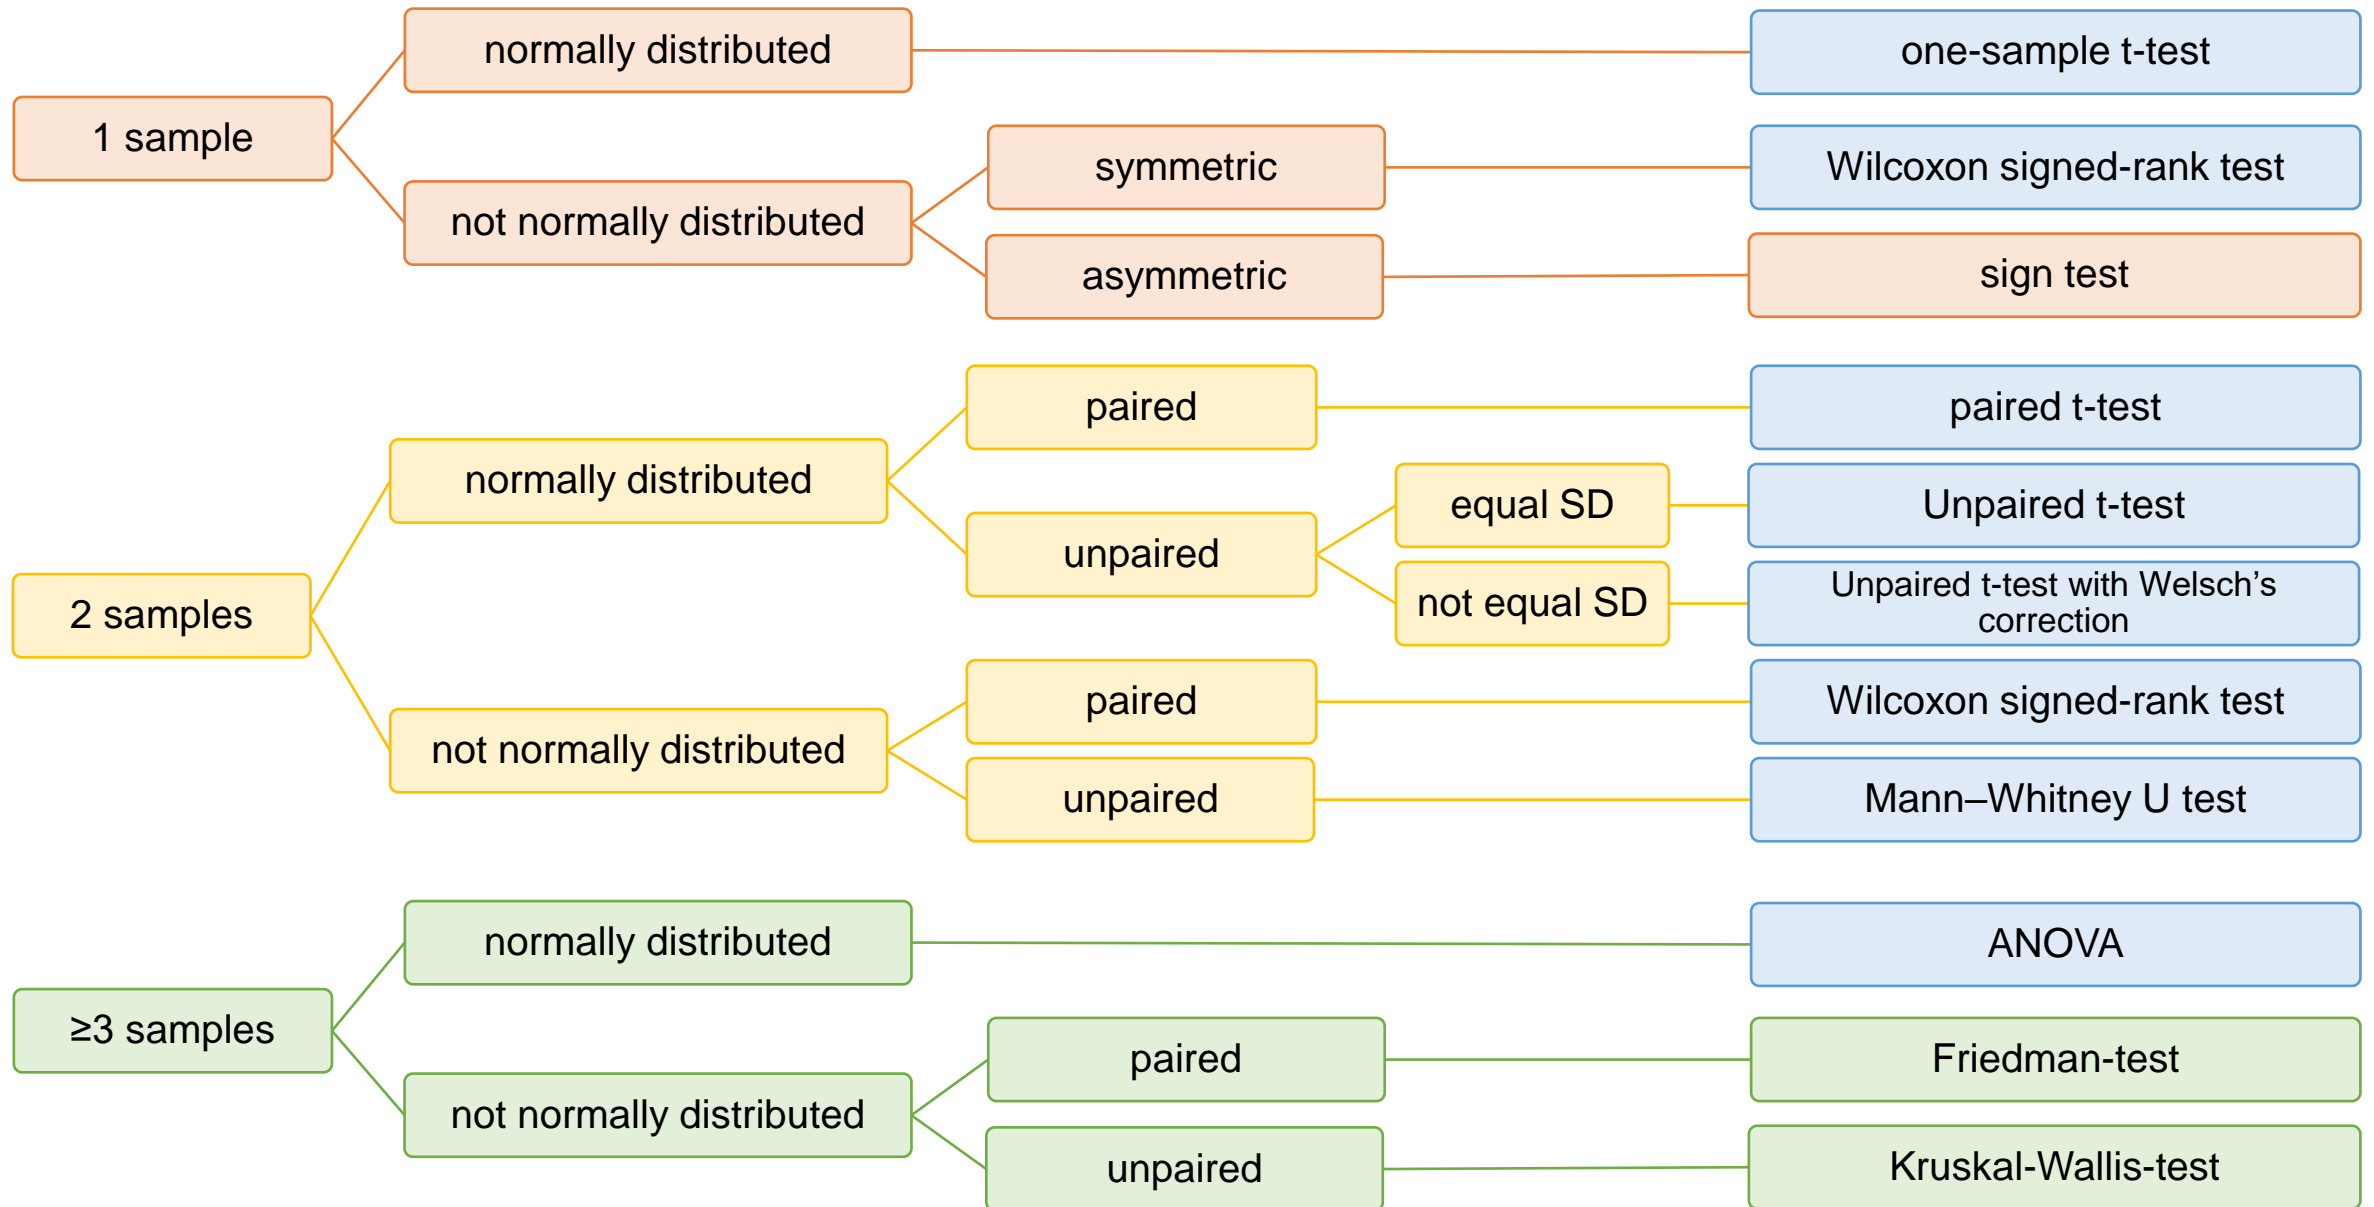 normally distributed
one-sample t-test
1 sample
symmetric
Wilcoxon signed-rank test
not normally distributed
asymmetric
sign test
paired
paired t-test
normally distributed
equal SD
Unpaired t-test
unpaired
not equal SD
Unpaired t-test with Welsch’s
correction
2 samples
paired
Wilcoxon signed-rank test
not normally distributed
unpaired
Mann–Whitney U test
normally distributed
ANOVA
≥3 samples
paired
Friedman-test
not normally distributed
unpaired
Kruskal-Wallis-test